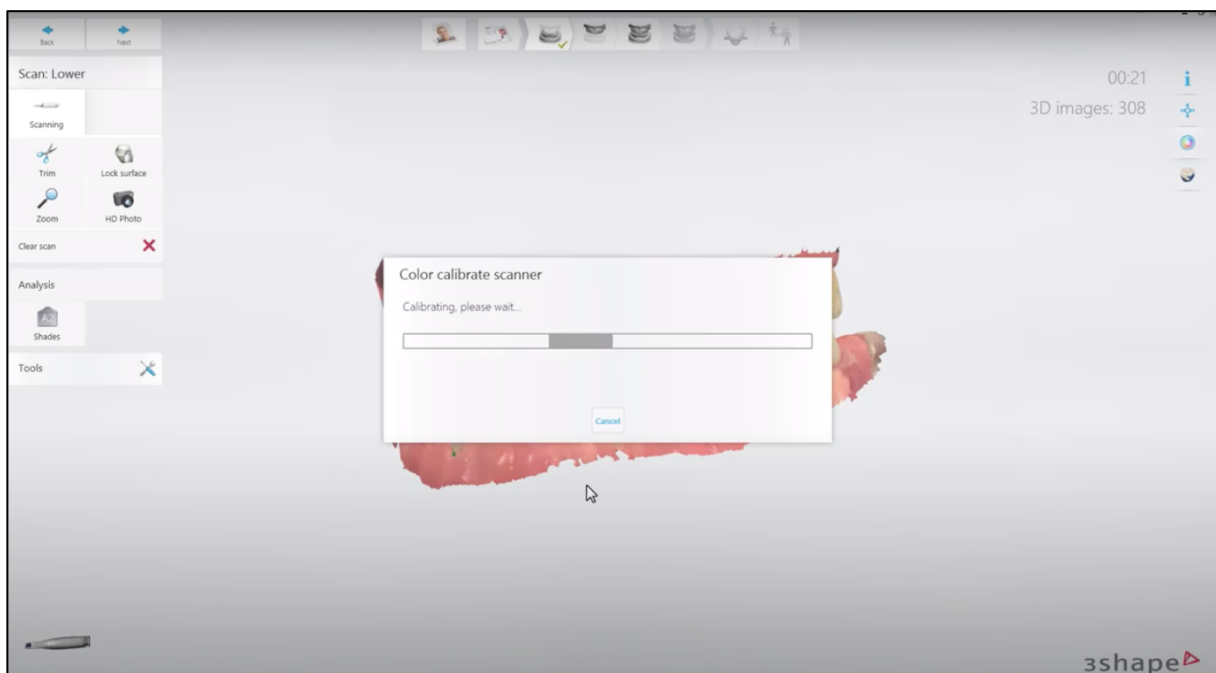 Back
Next
Scan: Lower
00:21
3D images: 308
Scanning
Trim
Lock surface
Zoom
HD Photo
Clear scan
Analysis
A2
Shades
Tools
Color calibrate scanner
Calibrating, please wait...
Cancel
3shape